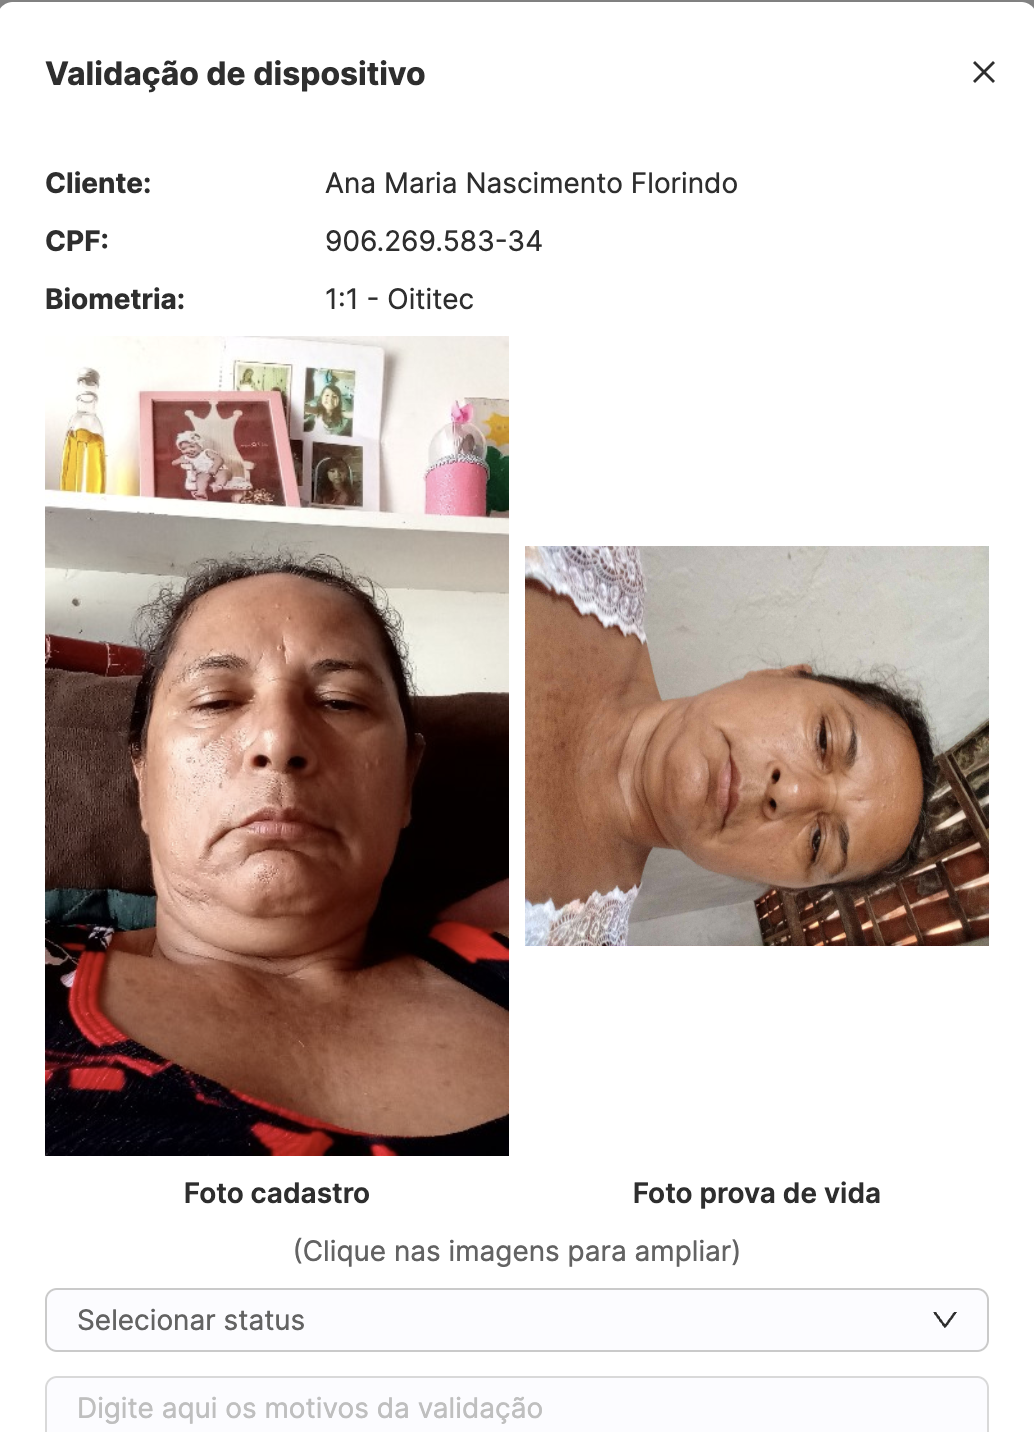 Validação de dispositivo
Cliente: Ana Maria Nascimento Florindo
CPF: 906.269.583-34
Biometria: 1:1 - Oititec
Foto cadastro
Foto prova de vida
(Clique nas imagens para ampliar)
Selecionar status
Digite aqui os motivos da validação